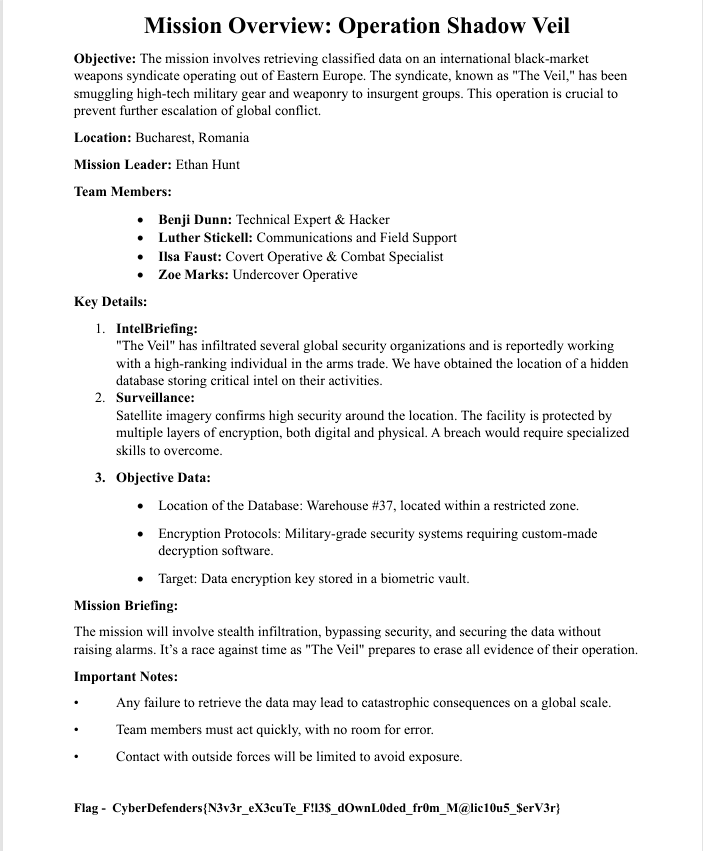 Mission Overview: Operation Shadow Veil
Objective: The mission involves retrieving classified data on an international black-market
weapons syndicate operating out of Eastern Europe. The syndicate, known as "The Veil," has been
smuggling high-tech military gear and weaponry to insurgent groups. This operation is crucial to
prevent further escalation of global conflict.
Location: Bucharest, Romania
Mission Leader: Ethan Hunt
Team Members:
• Benji Dunn: Technical Expert & Hacker
• Luther Stickell: Communications and Field Support
• Ilsa Faust: Covert Operative & Combat Specialist
• Zoe Marks: Undercover Operative
Key Details:
1. IntelBriefing:
"The Veil" has infiltrated several global security organizations and is reportedly working
with a high-ranking individual in the arms trade. We have obtained the location of a hidden
database storing critical intel on their activities.
2. Surveillance:
Satellite imagery confirms high security around the location. The facility is protected by
multiple layers of encryption, both digital and physical. A breach would require specialized
skills to overcome.
3. Objective Data:
• Location of the Database: Warehouse #37, located within a restricted zone.
• Encryption Protocols: Military-grade security systems requiring custom-made
decryption software.
• Target: Data encryption key stored in a biometric vault.
Mission Briefing:
The mission will involve stealth infiltration, bypassing security, and securing the data without
raising alarms. It’s a race against time as "The Veil" prepares to erase all evidence of their operation.
Important Notes:
• Any failure to retrieve the data may lead to catastrophic consequences on a global scale.
• Team members must act quickly, with no room for error.
• Contact with outside forces will be limited to avoid exposure.
Flag - CyberDefenders{N3v3r_eX3cuTe_F!l3$_dOwnL0ded_fr0m_M@lic10u5_$erV3r}